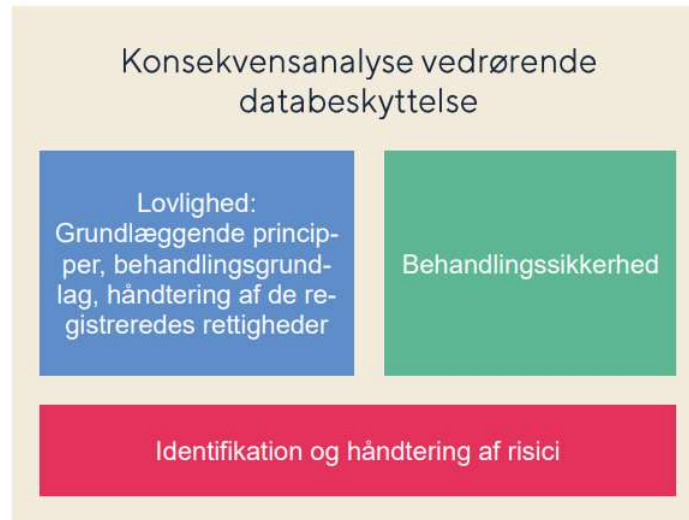 Konsekvensanalyse vedrørende
databeskyttelse
Lovlighed:
Grundlæggende princip-
per, behandlingsgrund-
lag, håndtering af de re-
gistreredes rettigheder
Behandlingssikkerhed
Identifikation og håndtering af risici